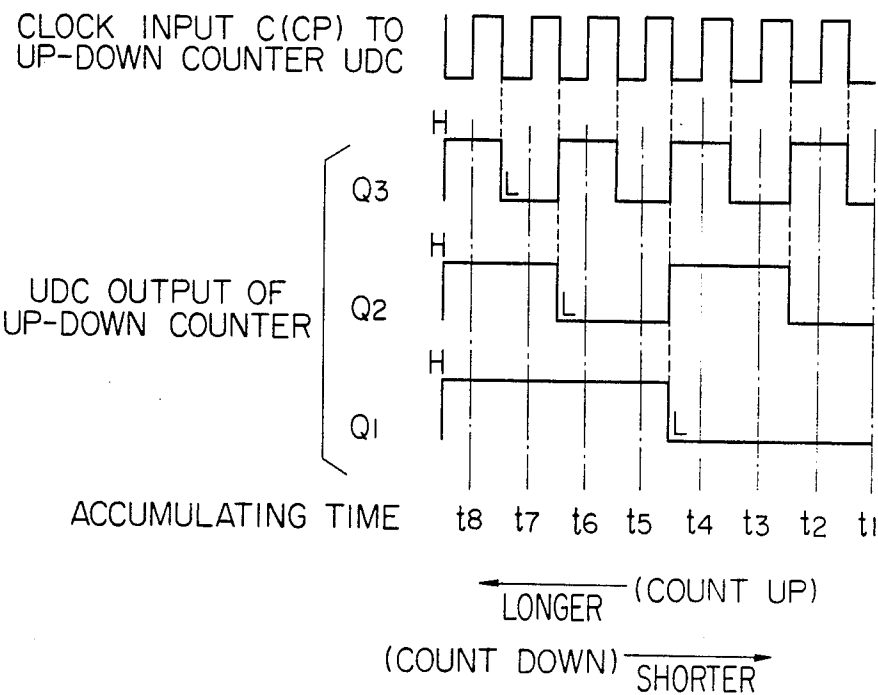 CLOCK INPUT C(CP) TO
UP-DOWN COUNTER UDC
H
Q3
L
H
UDC OUTPUT OF
UP-DOWN COUNTER
Q2
L
H
Q1
L
ACCUMULATING TIME t8 t7 t6 t5 t4 t3 t2 t1
LONGER (COUNT UP)
(COUNT DOWN) SHORTER